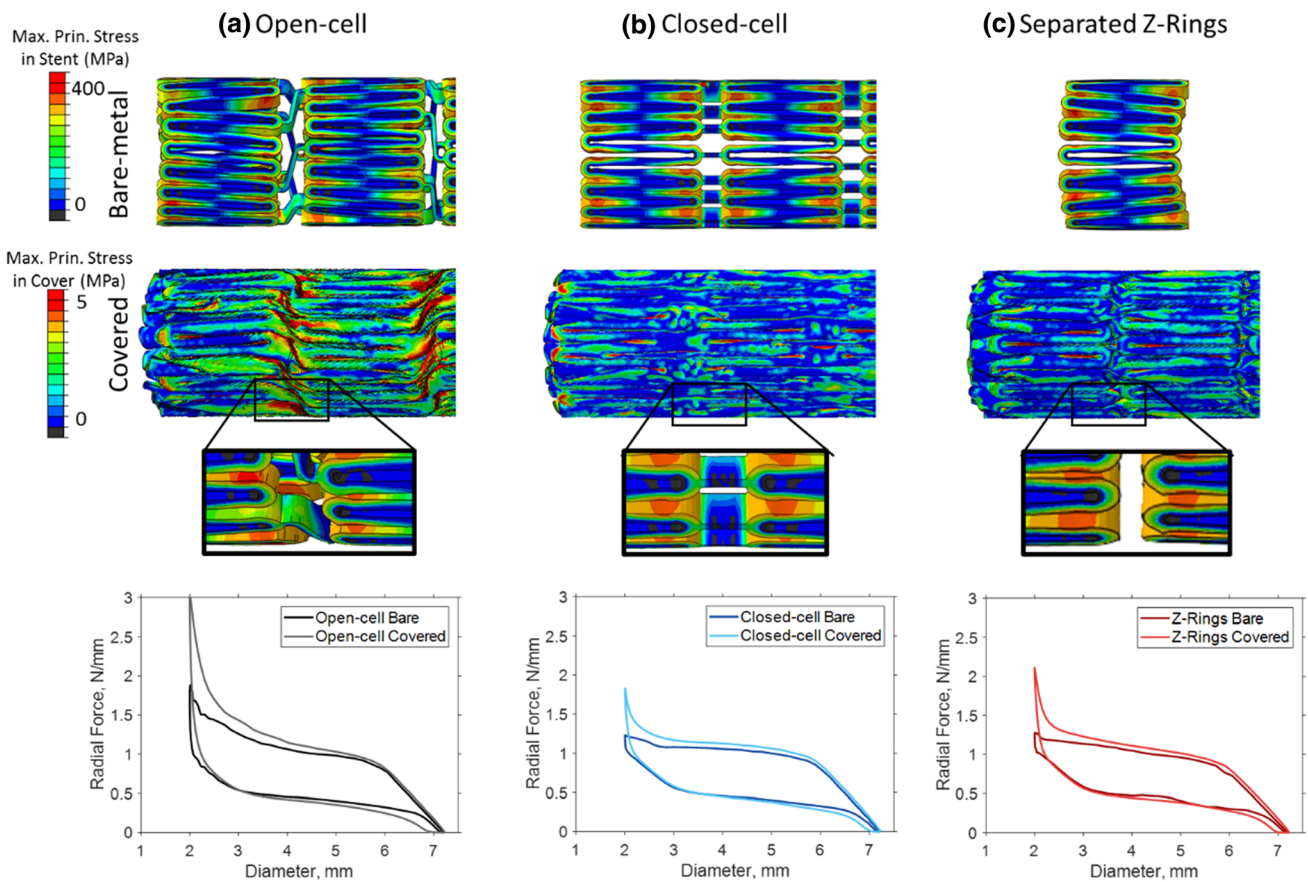 (a) Open-cell
(b) Closed-cell
(c) Separated Z-Rings
Max. Prin. Stress
in Stent (MPa)
400
0
Bare-metal
Max. Prin. Stress
in Cover (MPa)
5
0
Covered
3
2.5
2
1.5
1
0.5
0
Radial Force, N/mm
Open-cell Bare
Open-cell Covered
1 2 3 4 5 6 7
Diameter, mm
3
2.5
2
1.5
1
0.5
0
Radial Force, N/mm
Closed-cell Bare
Closed-cell Covered
1 2 3 4 5 6 7
Diameter, mm
3
2.5
2
1.5
1
0.5
0
Radial Force, N/mm
Z-Rings Bare
Z-Rings Covered
1 2 3 4 5 6 7
Diameter, mm